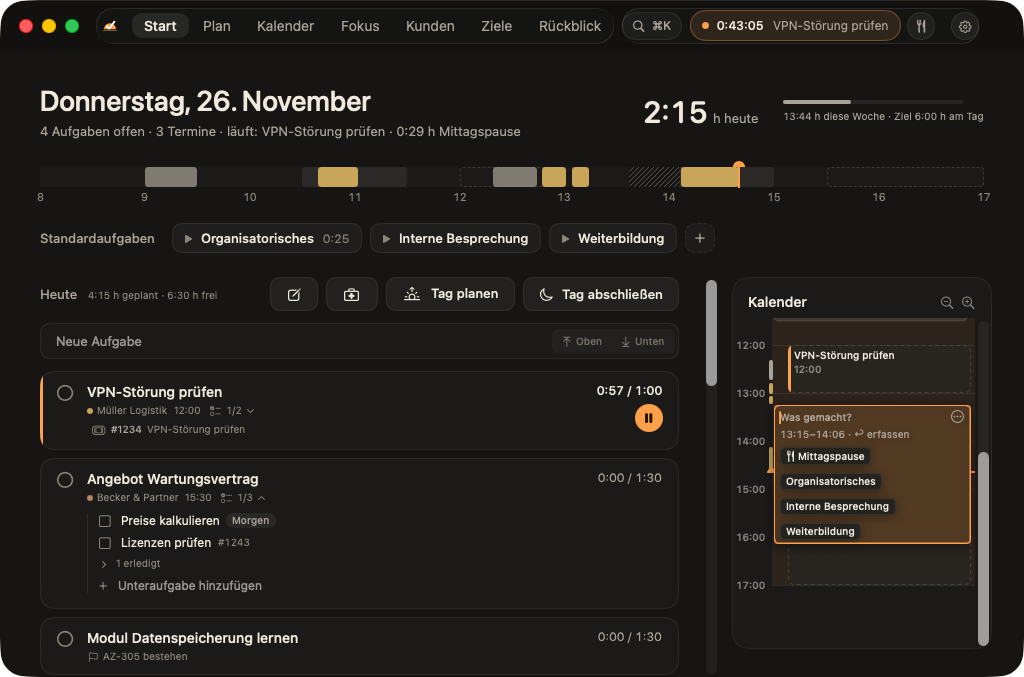 Start Plan Kalender Fokus Kunden Ziele Rückblick ⌘K 0:43:05 VPN-Störung prüfen
Donnerstag, 26. November
4 Aufgaben offen · 3 Termine · läuft: VPN-Störung prüfen · 0:29 h Mittagspause
2:15 h heute
13:44 h diese Woche · Ziel 6:00 h am Tag
8 9 10 11 12 13 14 15 16 17
Standardaufgaben
Organisatorisches 0:25
Interne Besprechung
Weiterbildung
+
Heute 4:15 h geplant · 6:30 h frei
Tag planen
Tag abschließen
Neue Aufgabe
Oben
Unten
VPN-Störung prüfen 0:57 / 1:00
Müller Logistik 12:00 1/2
#1234 VPN-Störung prüfen
Angebot Wartungsvertrag 0:00 / 1:30
Becker & Partner 15:30 1/3
Preise kalkulieren Morgen
Lizenzen prüfen #1243
1 erledigt
+ Unteraufgabe hinzufügen
Modul Datenspeicherung lernen 0:00 / 1:30
AZ-305 bestehen
Kalender
12:00
VPN-Störung prüfen
12:00
13:00
Was gemacht?
13:15–14:06 · ↩ erfassen
14:00
Mittagspause
Organisatorisches
15:00
Interne Besprechung
Weiterbildung
16:00
17:00